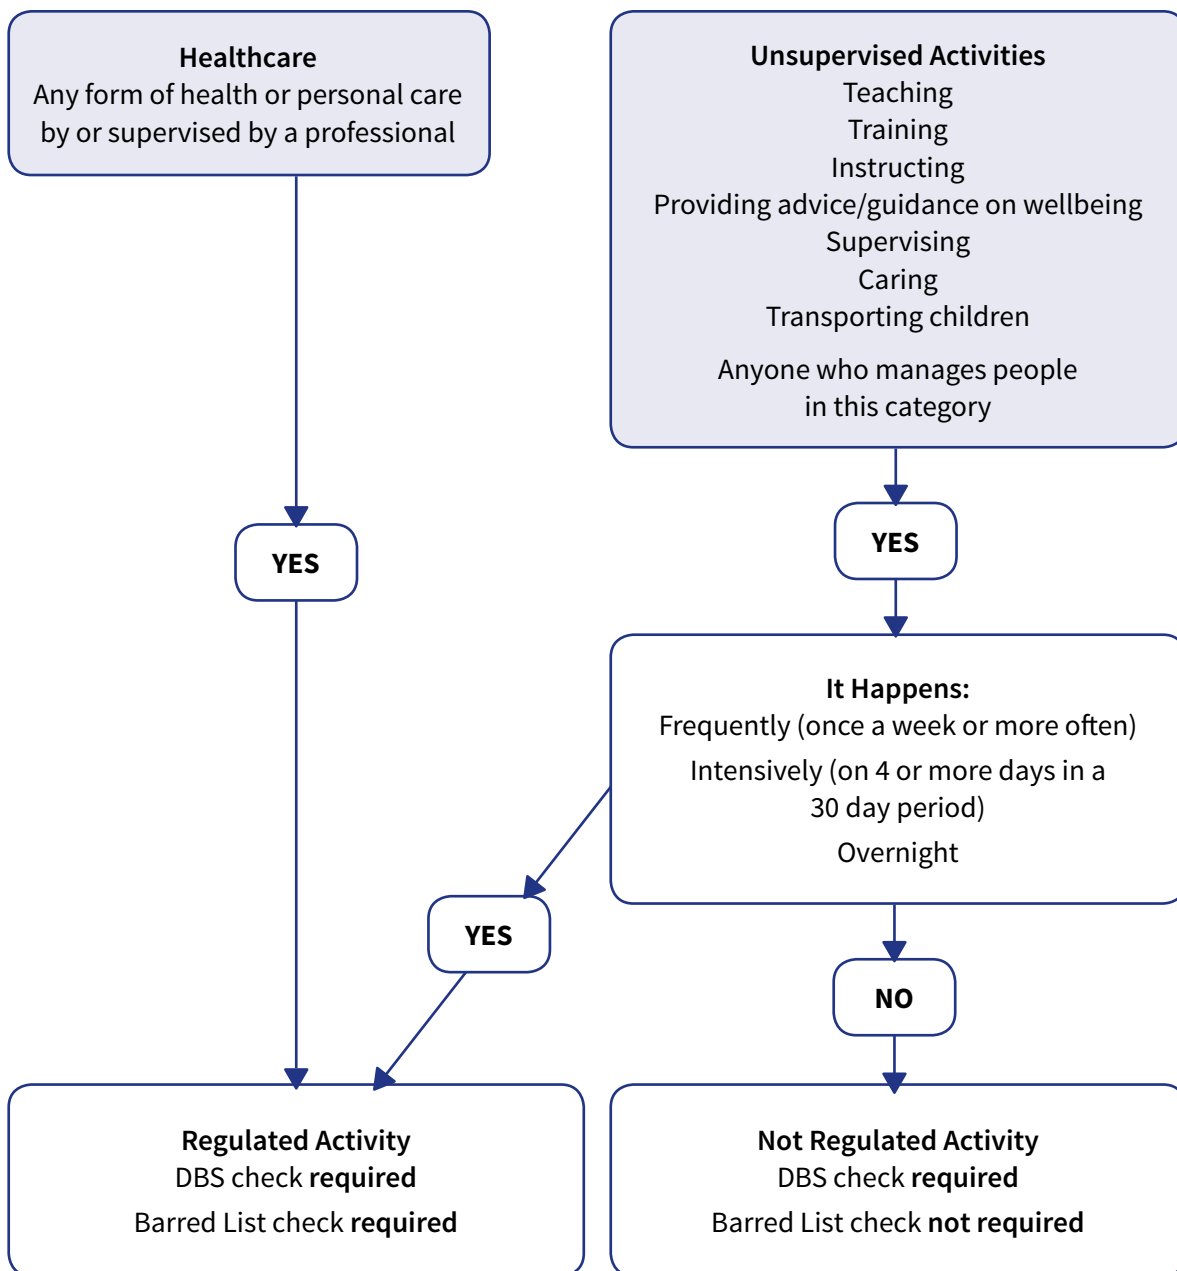 Healthcare
Any form of health or personal care
by or supervised by a professional
Unsupervised Activities
Teaching
Training
Instructing
Providing advice/guidance on wellbeing
Supervising
Caring
Transporting children
Anyone who manages people
in this category
YES
YES
It Happens:
Frequently (once a week or more often)
Intensively (on 4 or more days in a
30 day period)
Overnight
YES
NO
Regulated Activity
DBS check required
Barred List check required
Not Regulated Activity
DBS check required
Barred List check not required